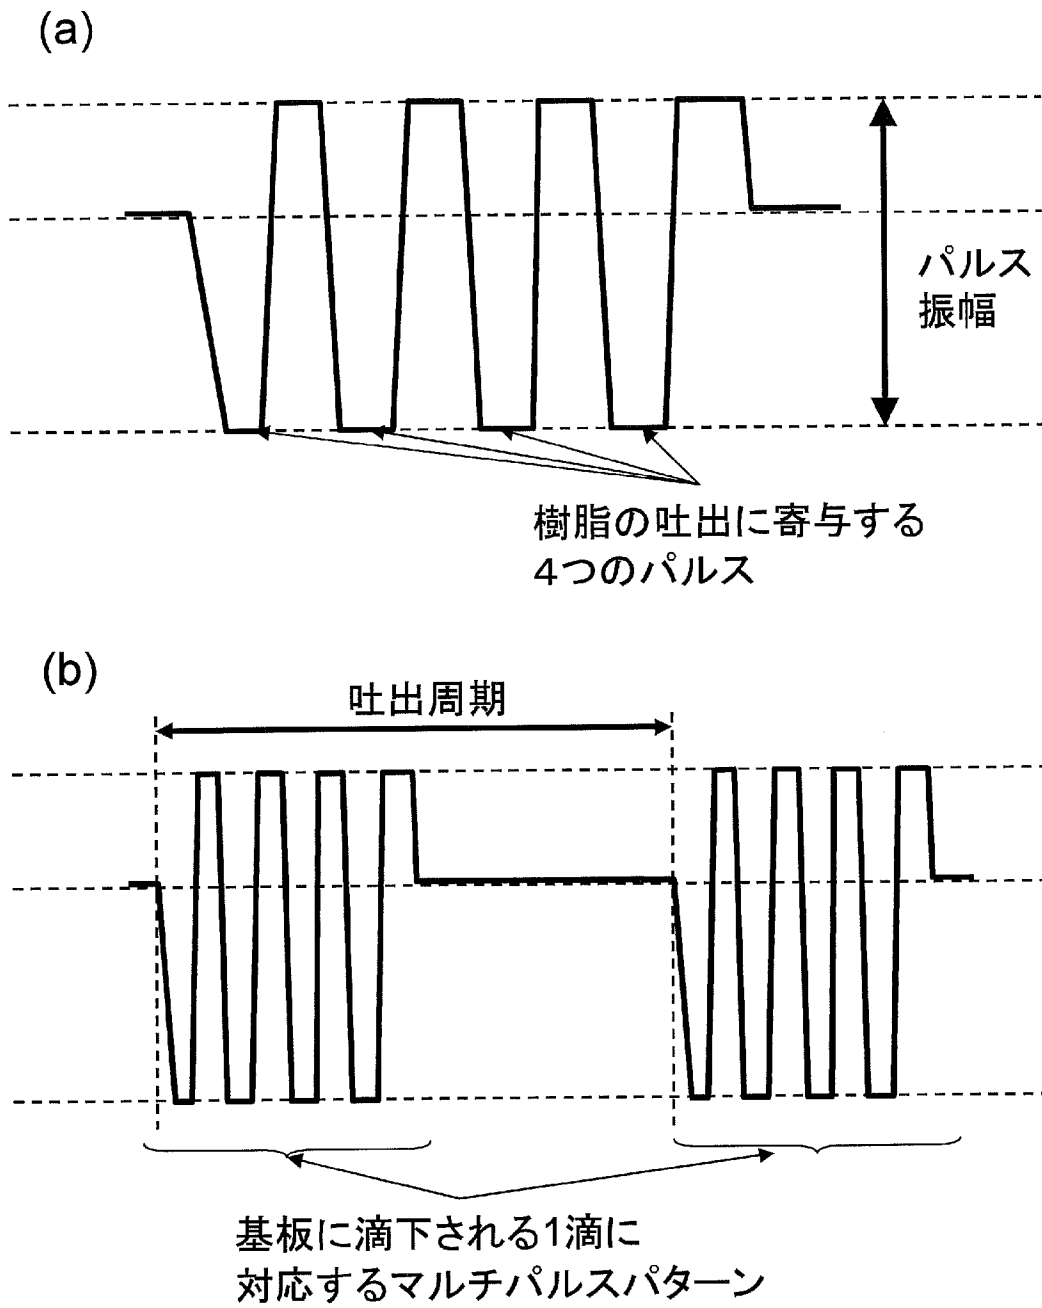 (a)
パルス
振幅
樹脂の吐出に寄与する
4つのパルス
(b)
吐出周期
基板に滴下される1滴に
対応するマルチパルスパターン